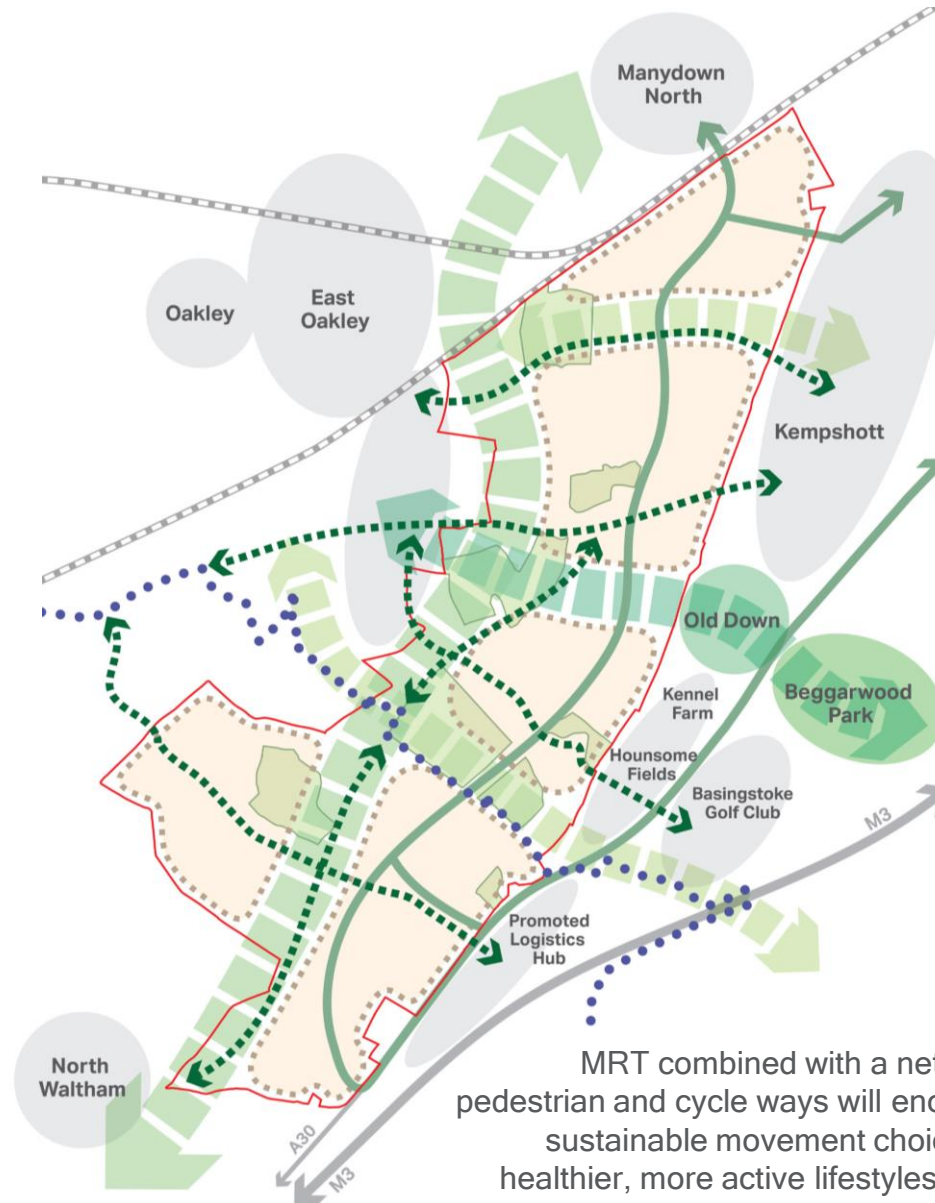 Manydown
North
Oakley
East
Oakley
Kempshott
Old Down
Beggarwood
Park
Kennel
Farm
Hounsome
Fields
Basingstoke
Golf Club
M3
Promoted
Logistics
Hub
North
Waltham
A30
M3
MRT combined with a net
pedestrian and cycle ways will enc
sustainable movement choi
healthier, more active lifestyles